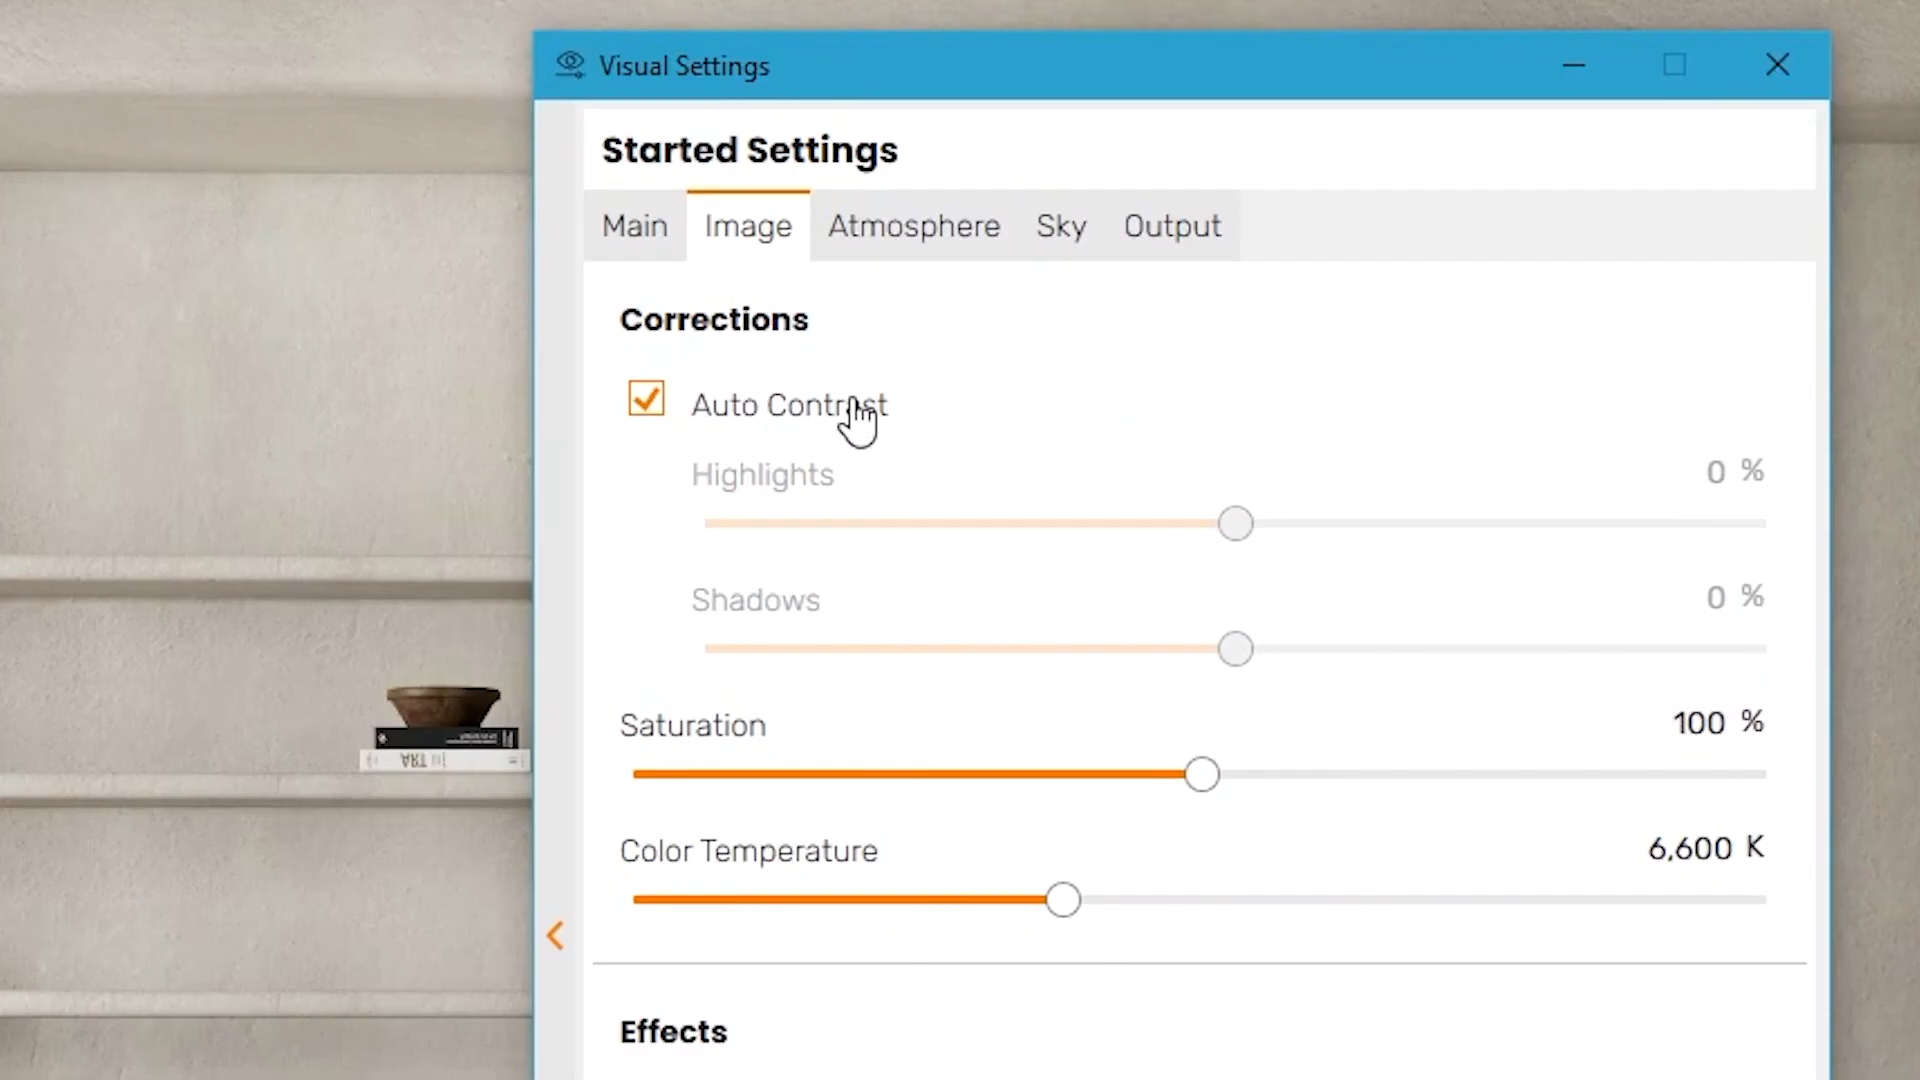 Visual Settings
Started Settings
Main Image Atmosphere Sky Output
Corrections
Auto Contrast
Highlights 0 %
Shadows 0 %
Saturation 100 %
Color Temperature 6,600 K
Effects
ART